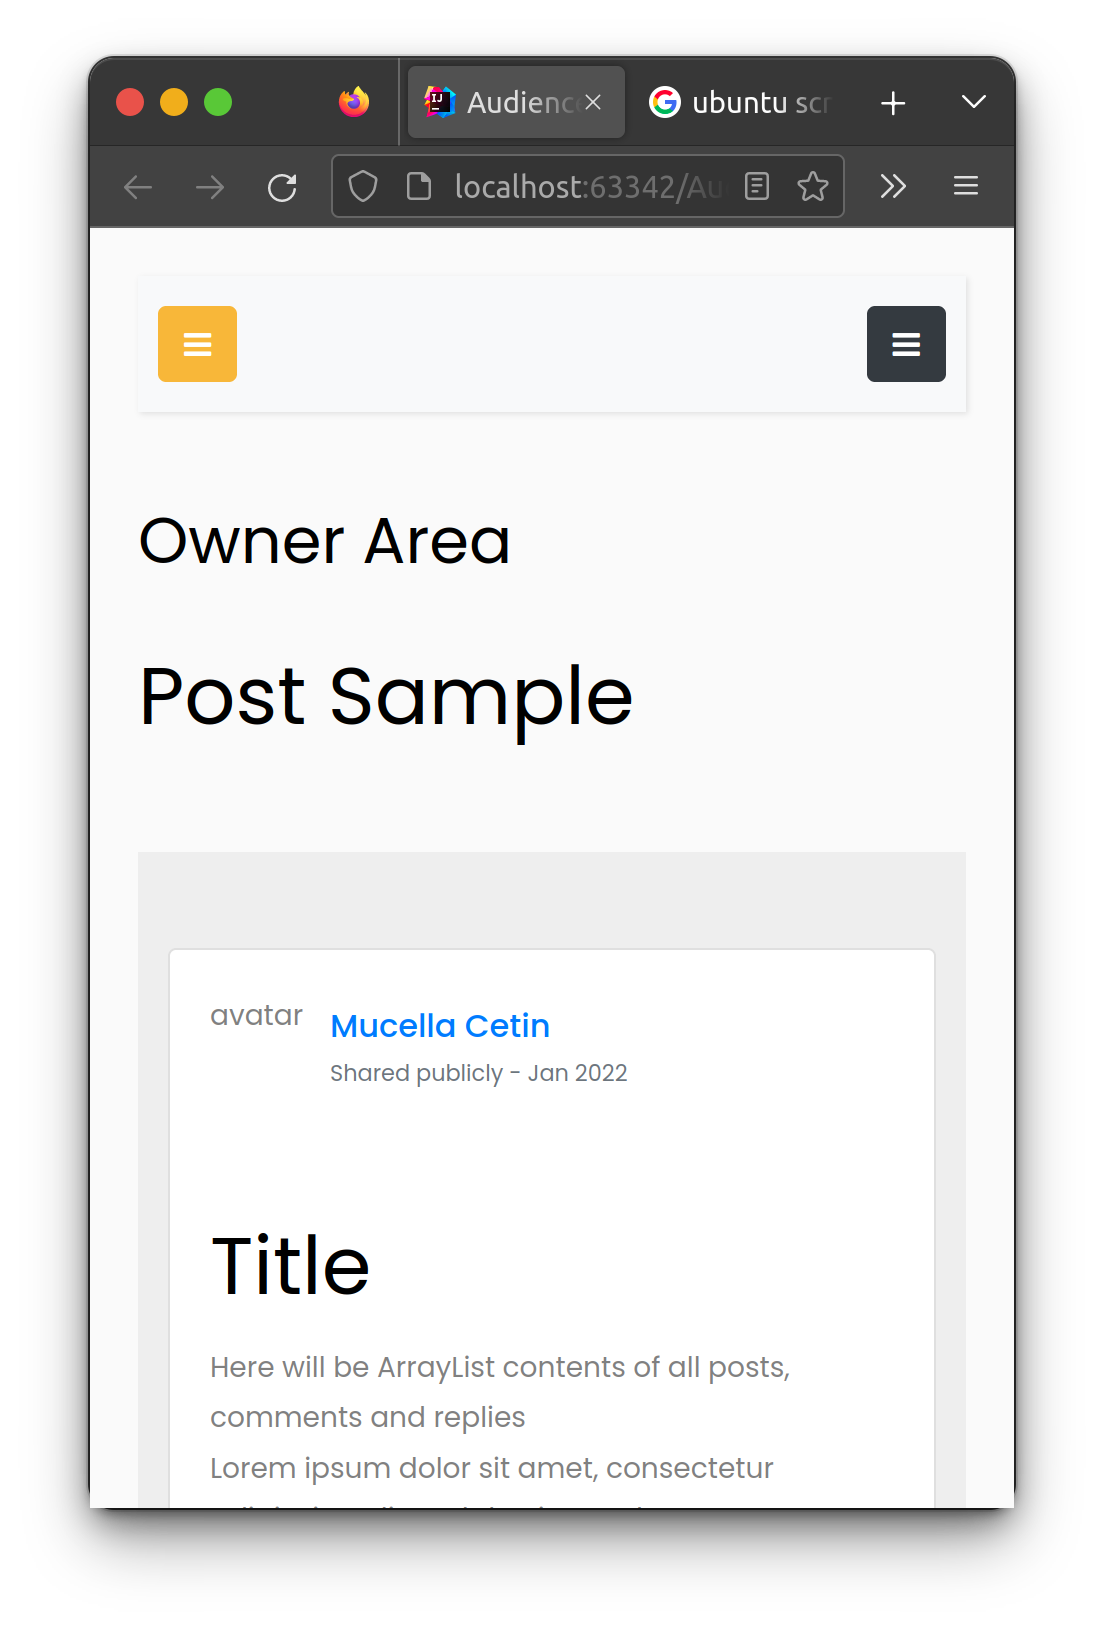 Audienc
ubuntu scr
localhost:63342/Au
Owner Area
Post Sample
avatar
Mucella Cetin
Shared publicly - Jan 2022
Title
Here will be ArrayList contents of all posts,
comments and replies
Lorem ipsum dolor sit amet, consectetur